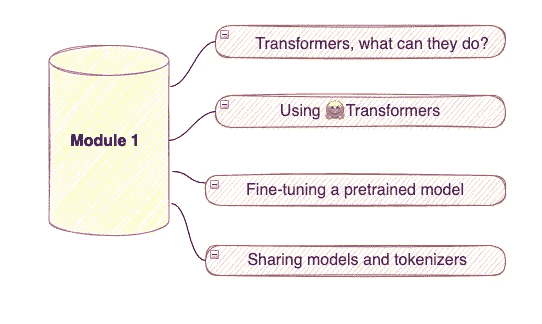 Transformers, what can they do?
Using 🤗Transformers
Module 1
Fine-tuning a pretrained model
Sharing models and tokenizers